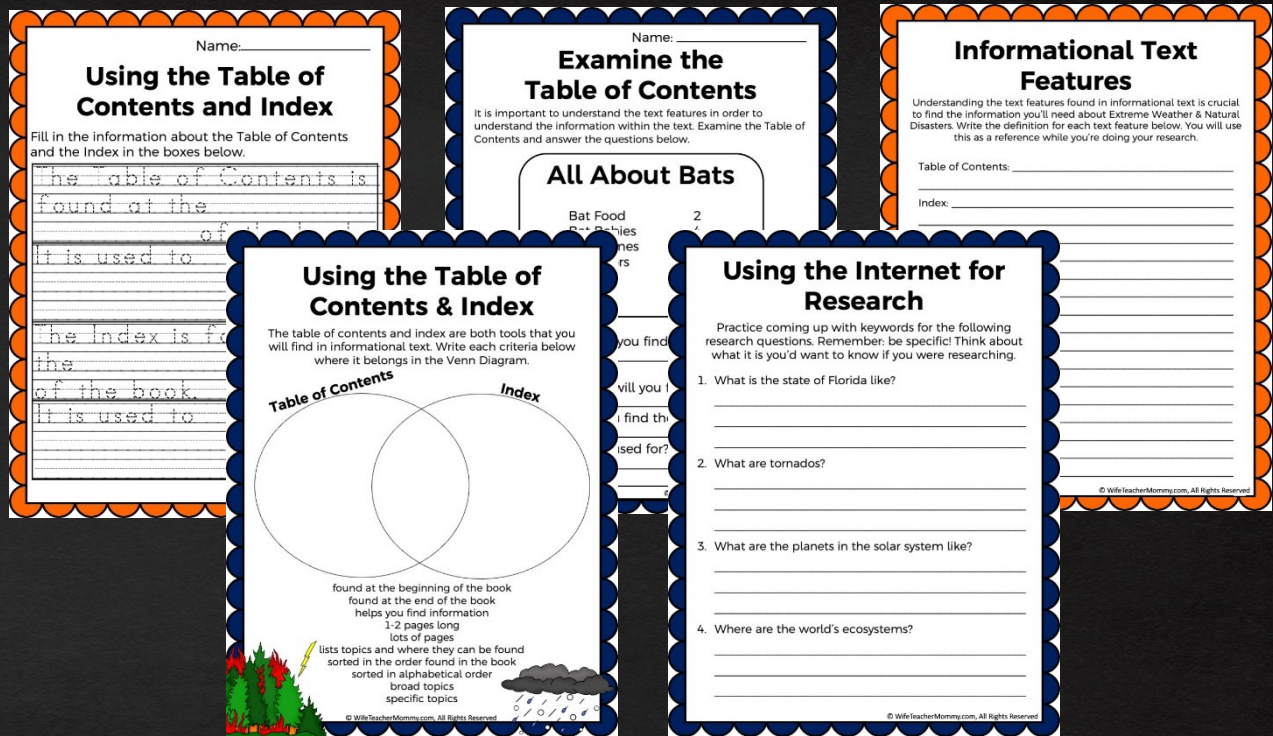 Name:
Using the Table of
Contents and Index
Fill in the information about the Table of Contents
and the Index in the boxes below.
The Table of Contents is
found at the
of
It is used to
The Index is
the
of the book.
It is used to
Name:
Examine the
Table of Contents
It is important to understand the text features in order to
understand the information within the text. Examine the Table of
Contents and answer the questions below.
All About Bats
Bat Food 2
Bat Babies
you find
will you
find
used for?
Informational Text
Features
Understanding the text features found in informational text is crucial
to find the information you'll need about Extreme Weather & Natural
Disasters. Write the definition for each text feature below. You will use
this as a reference while you're doing your research.
Table of Contents:
Index:
© WifeTeacherMommy.com, All Rights Reserved
Using the Table of
Contents & Index
The table of contents and index are both tools that you
will find in informational text. Write each criteria below
where it belongs in the Venn Diagram.
Table of Contents
Index
found at the beginning of the book
found at the end of the book
helps you find information
1-2 pages long
lots of pages
lists topics and where they can be found
sorted in the order found in the book
sorted in alphabetical order
broad topics
specific topics
© WifeTeacherMommy.com, All Rights Reserved
Using the Internet for
Research
Practice coming up with keywords for the following
research questions. Remember: be specific! Think about
what it is you'd want to know if you were researching.
1. What is the state of Florida like?
2. What are tornados?
3. What are the planets in the solar system like?
4. Where are the world's ecosystems?
© WifeTeacherMommy.com, All Rights Reserved